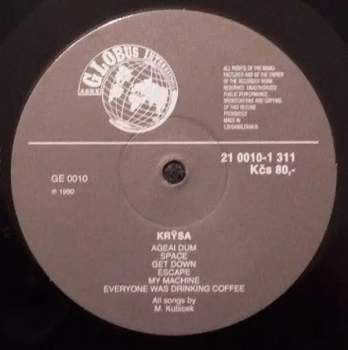 GLOBUS INTERNATIONAL
ALL RIGHTS OF THE MANU-
FACTURER AND OF THE OWNER
OF THE RECORDED WORK
RESERVED. UNAUTHORIZED
PUBLIC PERFORMANCE,
BROADCASTING AND COPYING
OF THIS RECORD
PROHIBITED
MADE IN
CZECHOSLOVAKIA
21 0010-1 311
Kčs 80,-
GE 0010
℗ 1990
KRÝSA
AGEAI DUM
SPACE
GET DOWN
ESCAPE
MY MACHINE
EVERYONE WAS DRINKING COFFEE
All songs by
M. Kubicek